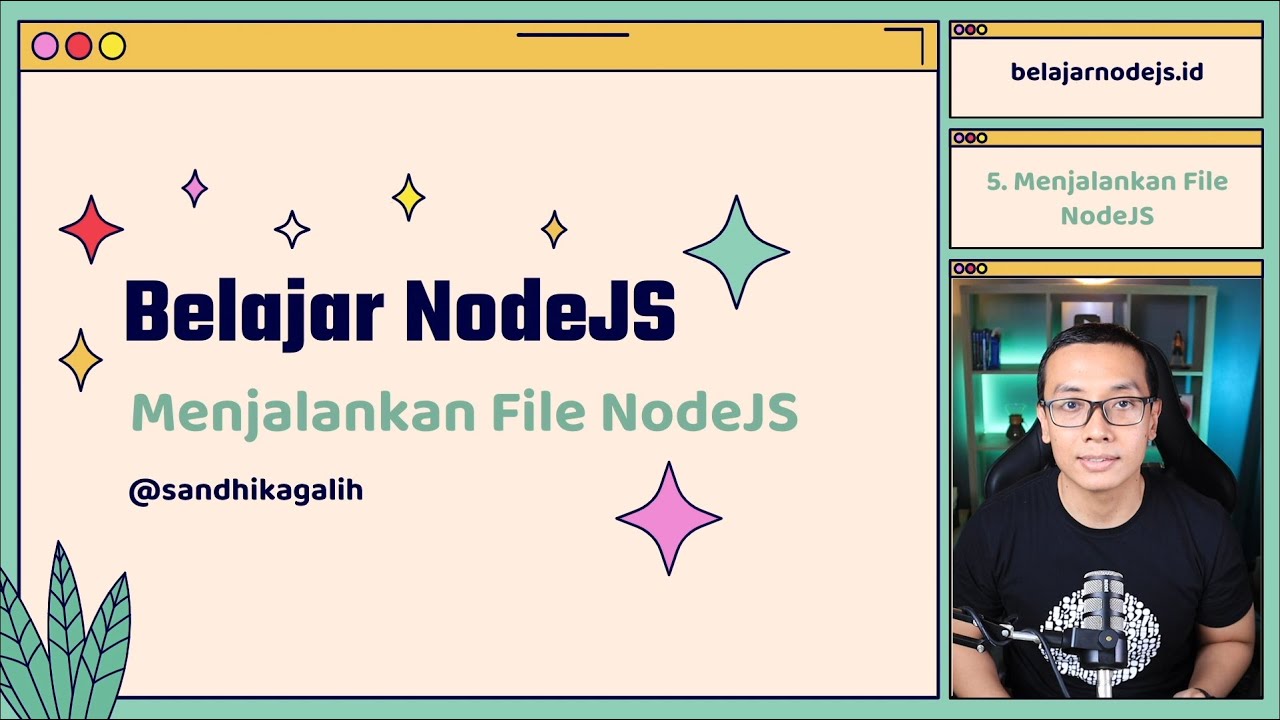 Belajar NodeJS
Menjalankan File NodeJS
@sandhikagalih
belajarnodejs.id
5. Menjalankan File
NodeJS